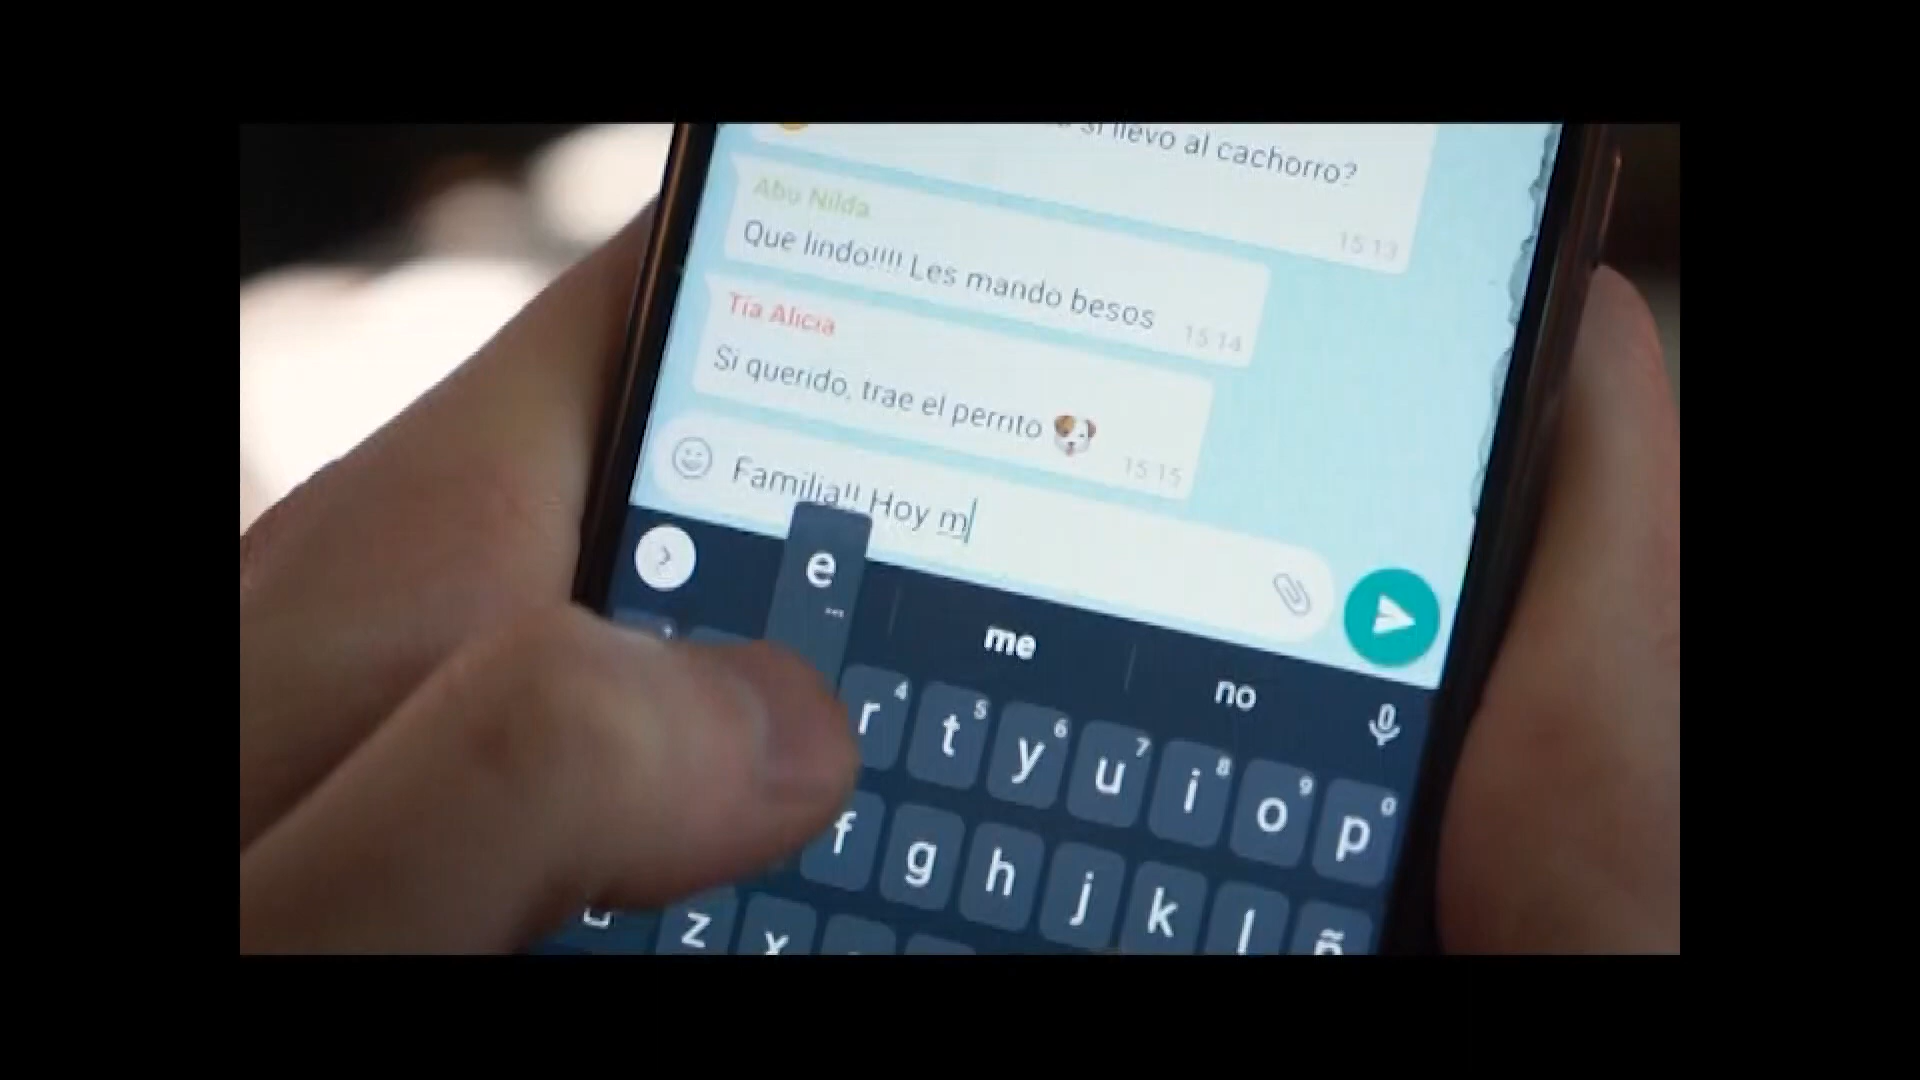 si llevo al cachorro?
15:13
Abu Nilda
Que lindo!!!! Les mando besos
15:14
Tia Alicia
Si querido, trae el perrito
15:15
Familia!! Hoy m
e
...
me
no
r 4 t 5 y 6 u 7 i 8 o 9 p 0
f g h j k l ñ
z x